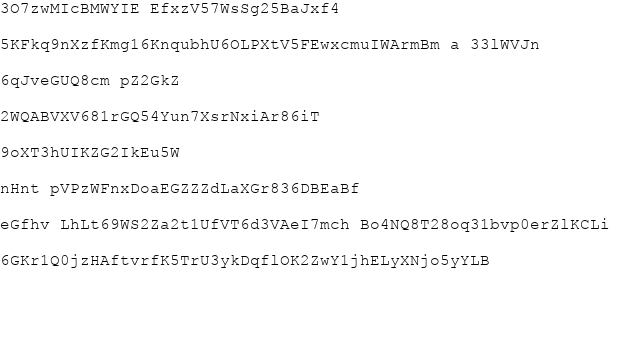 3O7zwMIcBMWYIE EfxzV57WsSg25BaJxf4
5KFkq9nXzfKmg16KnqubhU6OLPXtV5FEwxcmuIWArmBm a 33lWVJn
6qJveGUQ8cm pZ2GkZ
2WQABVXV681rGQ54Yun7XsrNxiAr86iT
9oXT3hUIKZG2IkEu5W
nHnt pVPzWFnxDoaEGZZZdLaXGr836DBEaBf
eGfhv LhLt69WS2Za2t1UfVT6d3VAeI7mch Bo4NQ8T28oq31bvp0erZlKCLi
6GKr1Q0jzHAftvrfK5TrU3ykDqflOK2ZwY1jhELyXNjo5yYLB